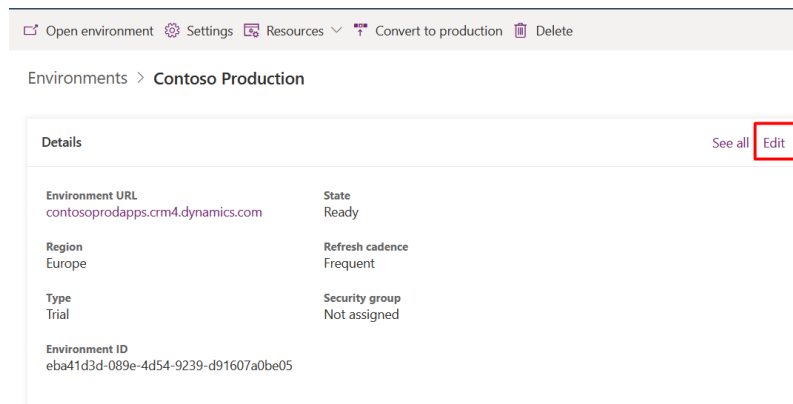 Open environment Settings Resources Convert to production Delete
Environments > Contoso Production
Details See all Edit
Environment URL State
contosoprodapps.crm4.dynamics.com Ready
Region Refresh cadence
Europe Frequent
Type Security group
Trial Not assigned
Environment ID
eba41d3d-089e-4d54-9239-d91607a0be05